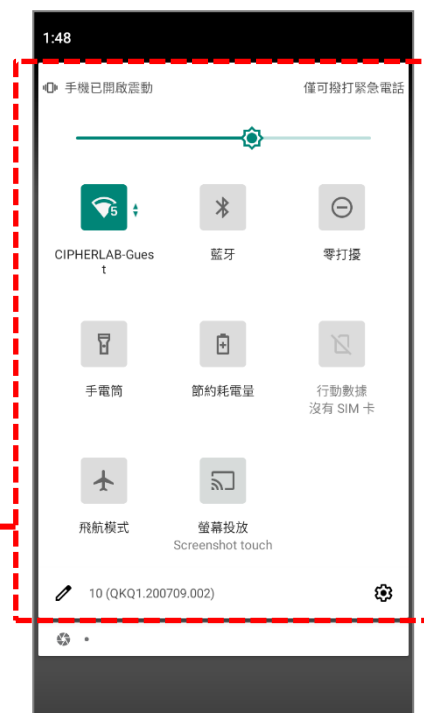 1:48
手機已開啟震動 僅可撥打緊急電話
5
CIPHERLAB-Gues
t
藍牙
零打擾
手電筒
節約耗電量
行動數據
沒有 SIM 卡
飛航模式
螢幕投放
Screenshot touch
10 (QKQ1.200709.002)